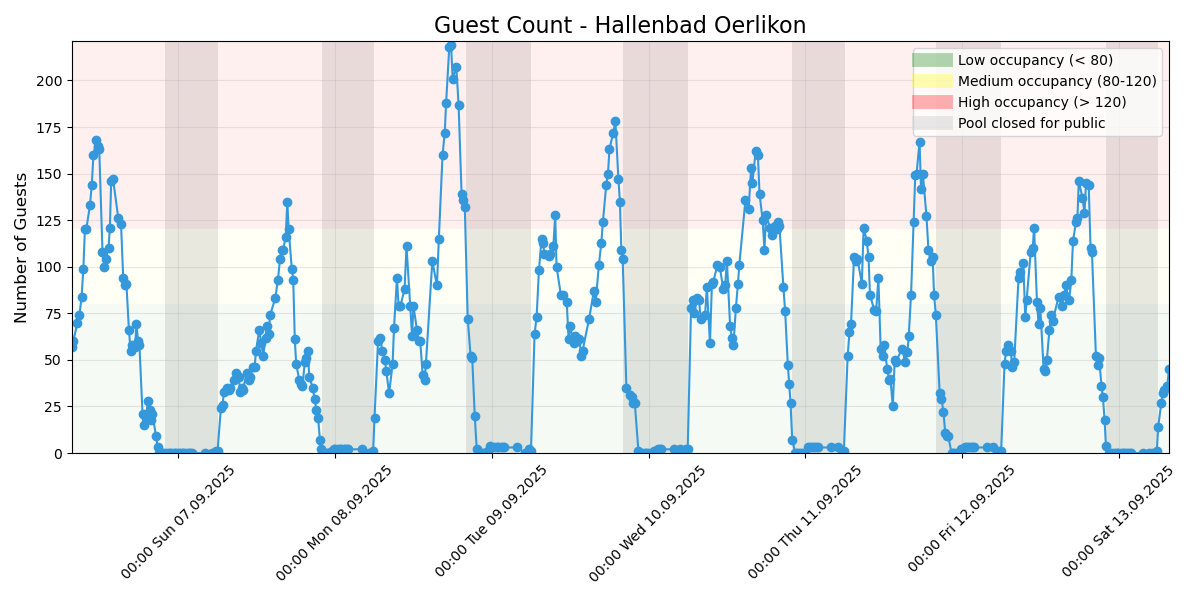 Guest Count - Hallenbad Oerlikon
Low occupancy (< 80)
Medium occupancy (80-120)
High occupancy (> 120)
Pool closed for public
Number of Guests
200
175
150
125
100
75
50
25
0
00:00 Sun 07.09.2025
00:00 Mon 08.09.2025
00:00 Tue 09.09.2025
00:00 Wed 10.09.2025
00:00 Thu 11.09.2025
00:00 Fri 12.09.2025
00:00 Sat 13.09.2025